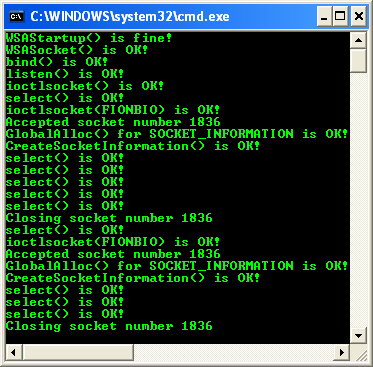 C:\WINDOWS\system32\cmd.exe
WSAStartup() is fine!
WSASocket() is OK!
bind() is OK!
listen() is OK!
ioctlsocket() is OK!
select() is OK!
ioctlsocket(FIONBIO) is OK!
Accepted socket number 1836
GlobalAlloc() for SOCKET_INFORMATION is OK!
CreateSocketInformation() is OK!
select() is OK!
select() is OK!
select() is OK!
select() is OK!
Closing socket number 1836
select() is OK!
ioctlsocket(FIONBIO) is OK!
Accepted socket number 1836
GlobalAlloc() for SOCKET_INFORMATION is OK!
CreateSocketInformation() is OK!
select() is OK!
select() is OK!
select() is OK!
Closing socket number 1836